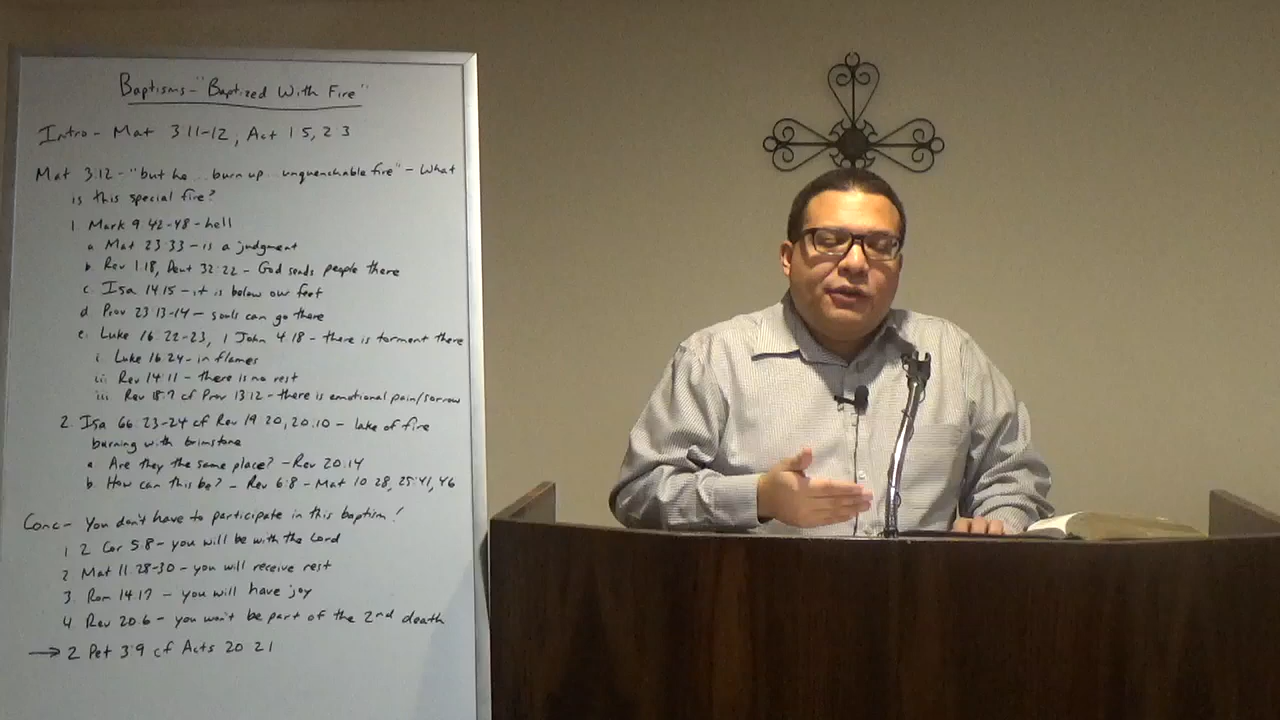 Baptisms - "Baptized With Fire"
Intro - Mat 3:11-12, Act 1:5, 2:3
Mat 3:12 - "but he... burn up... unquenchable fire" - What
is this special fire?
1. Mark 9:42-48 - hell
a. Mat 23:33 - is a judgment
b. Rev 1:18, Deut 32:22 - God sends people there
c. Isa 14:15 - it is below our feet
d. Prov 23:13-14 - souls can go there
e. Luke 16:22-23, 1 John 4:18 - there is torment there
i. Luke 16:24 - in flames
ii. Rev 14:11 - there is no rest
iii. Rev 18:7 cf Prov 13:12 - there is emotional pain/sorrow
2. Isa 66:23-24 cf Rev 19:20, 20:10 - lake of fire
burning with brimstone
a. Are they the same place? - Rev 20:14
b. How can this be? - Rev 6:8 - Mat 10:28, 25:41, 46
Conc - You don't have to participate in this baptism!
1. 2 Cor 5:8 - you will be with the Lord
2. Mat 11:28-30 - you will receive rest
3. Rom 14:17 - you will have joy
4. Rev 20:6 - you won't be part of the 2nd death
→ 2 Pet 3:9 cf Acts 20:21